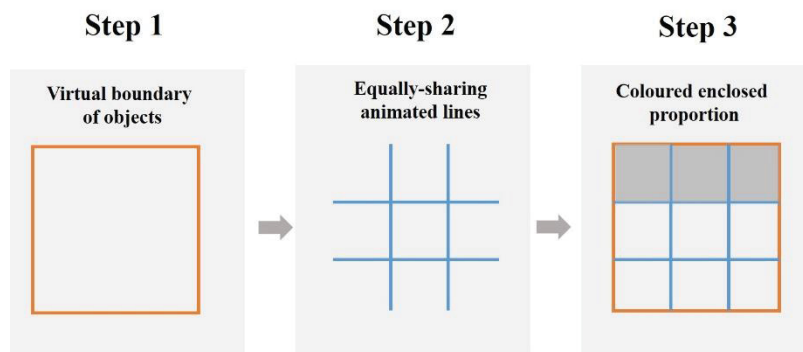 Step 1
Virtual boundary
of objects
Step 2
Equally-sharing
animated lines
Step 3
Coloured enclosed
proportion